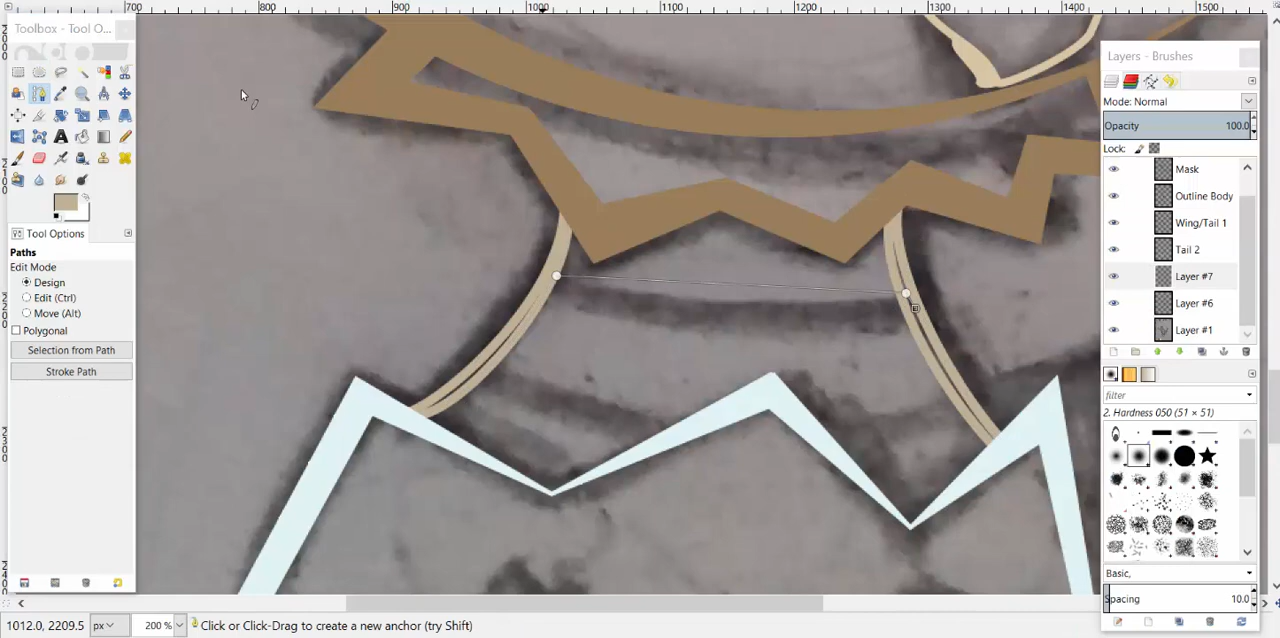 700 800 900 1000 1100 1200 1300 1400 1500
Toolbox - Tool O...
Tool Options
Paths
Edit Mode
Design
Edit (Ctrl)
Move (Alt)
Polygonal
Selection from Path
Stroke Path
Layers - Brushes
Mode: Normal
Opacity 100.0
Lock:
Mask
Outline Body
Wing/Tail 1
Tail 2
Layer #7
Layer #6
Layer #1
filter
2. Hardness 050 (51 × 51)
Basic,
Spacing 10.0
1012.0, 2209.5 px 200 % Click or Click-Drag to create a new anchor (try Shift)